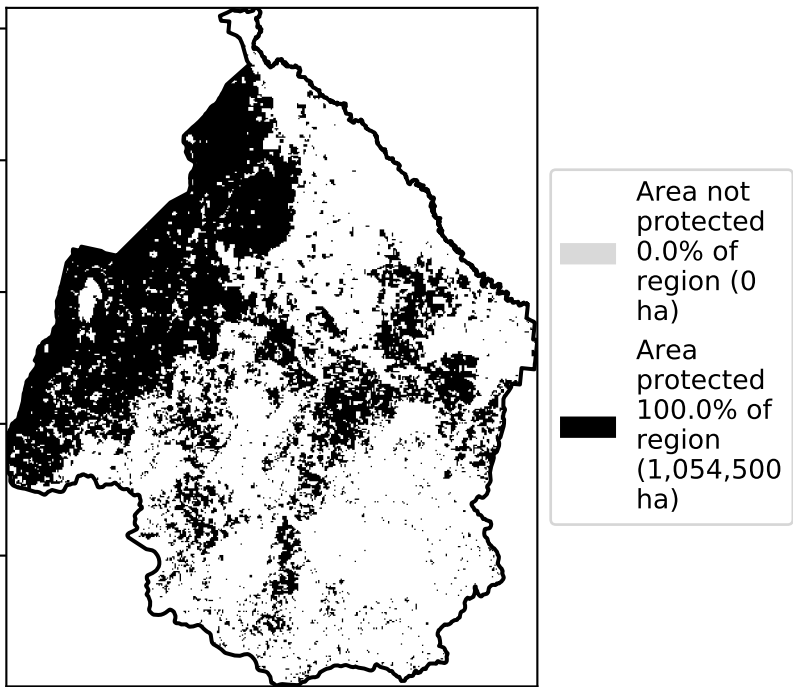 Area not
protected
0.0% of
region (0
ha)
Area
protected
100.0% of
region
(1,054,500
ha)